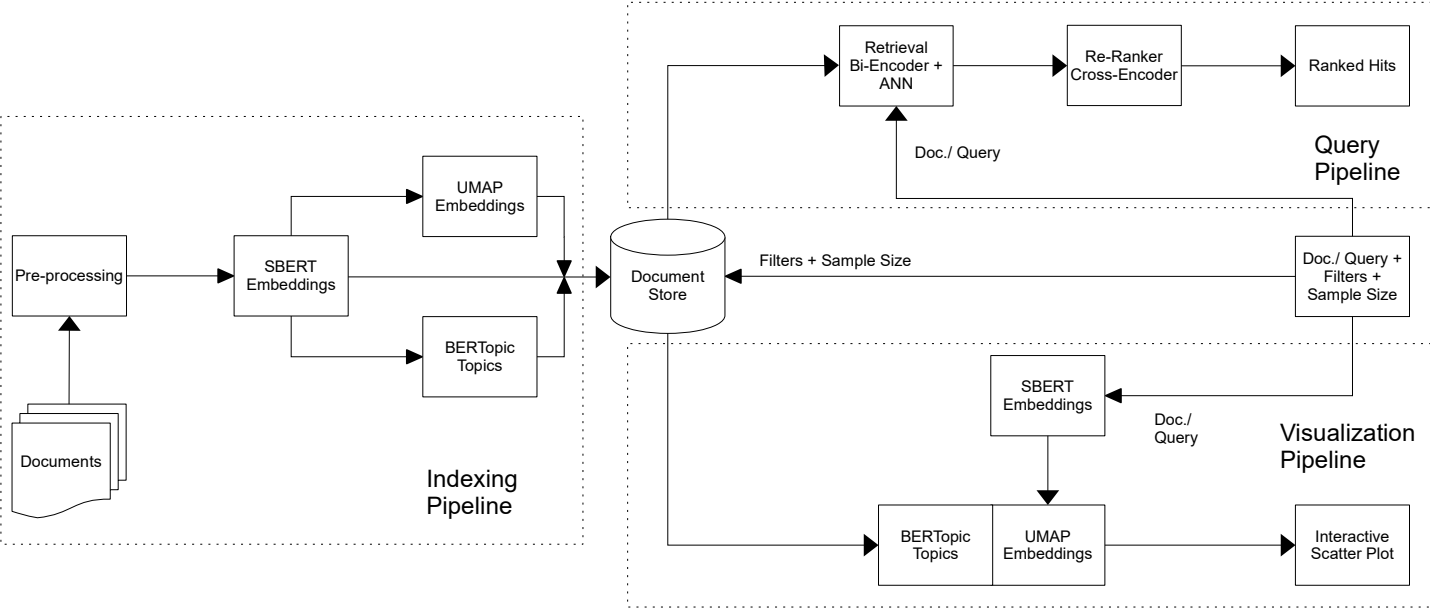 Pre-processing
Documents
SBERT
Embeddings
UMAP
Embeddings
BERTopic
Topics
Indexing
Pipeline
Document
Store
Retrieval
Bi-Encoder +
ANN
Re-Ranker
Cross-Encoder
Ranked Hits
Doc./ Query
Query
Pipeline
Filters + Sample Size
Doc./ Query +
Filters +
Sample Size
SBERT
Embeddings
Doc./
Query
Visualization
Pipeline
BERTopic
Topics
UMAP
Embeddings
Interactive
Scatter Plot